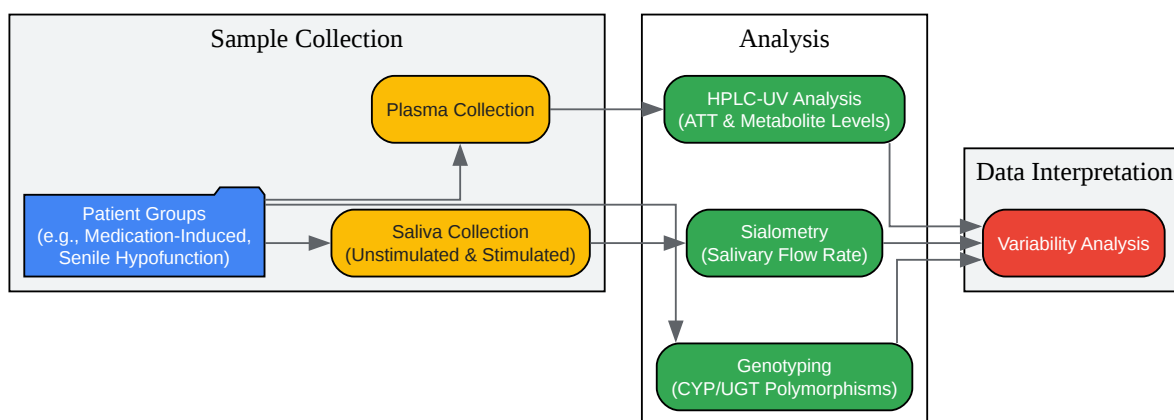 Sample Collection
Plasma Collection
Patient Groups
(e.g., Medication-Induced,
Senile Hypofunction)
Saliva Collection
(Unstimulated & Stimulated)
Analysis
HPLC-UV Analysis
(ATT & Metabolite Levels)
Sialometry
(Salivary Flow Rate)
Genotyping
(CYP/UGT Polymorphisms)
Data Interpretation
Variability Analysis